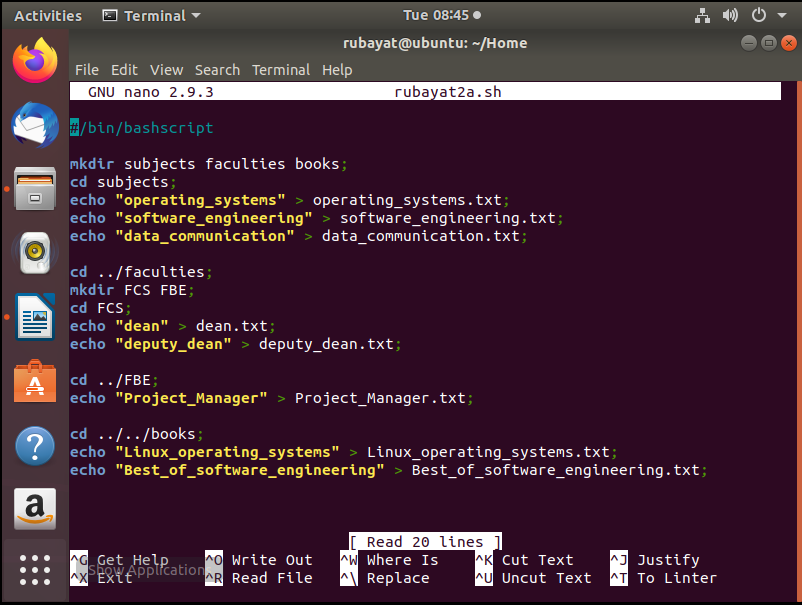 Activities Terminal Tue 08:45
rubayat@ubuntu: ~/Home
File Edit View Search Terminal Help
GNU nano 2.9.3 rubayat2a.sh
#/bin/bashscript
mkdir subjects faculties books;
cd subjects;
echo "operating_systems" > operating_systems.txt;
echo "software_engineering" > software_engineering.txt;
echo "data_communication" > data_communication.txt;
cd ../faculties;
mkdir FCS FBE;
cd FCS;
echo "dean" > dean.txt;
echo "deputy_dean" > deputy_dean.txt;
cd ../FBE;
echo "Project_Manager" > Project_Manager.txt;
cd ../../books;
echo "Linux_operating_systems" > Linux_operating_systems.txt;
echo "Best_of_software_engineering" > Best_of_software_engineering.txt;
[ Read 20 lines ]
^G Get Help ^O Write Out ^W Where Is ^K Cut Text ^J Justify
Show Application
^X Exit ^R Read File ^\ Replace ^U Uncut Text ^T To Linter